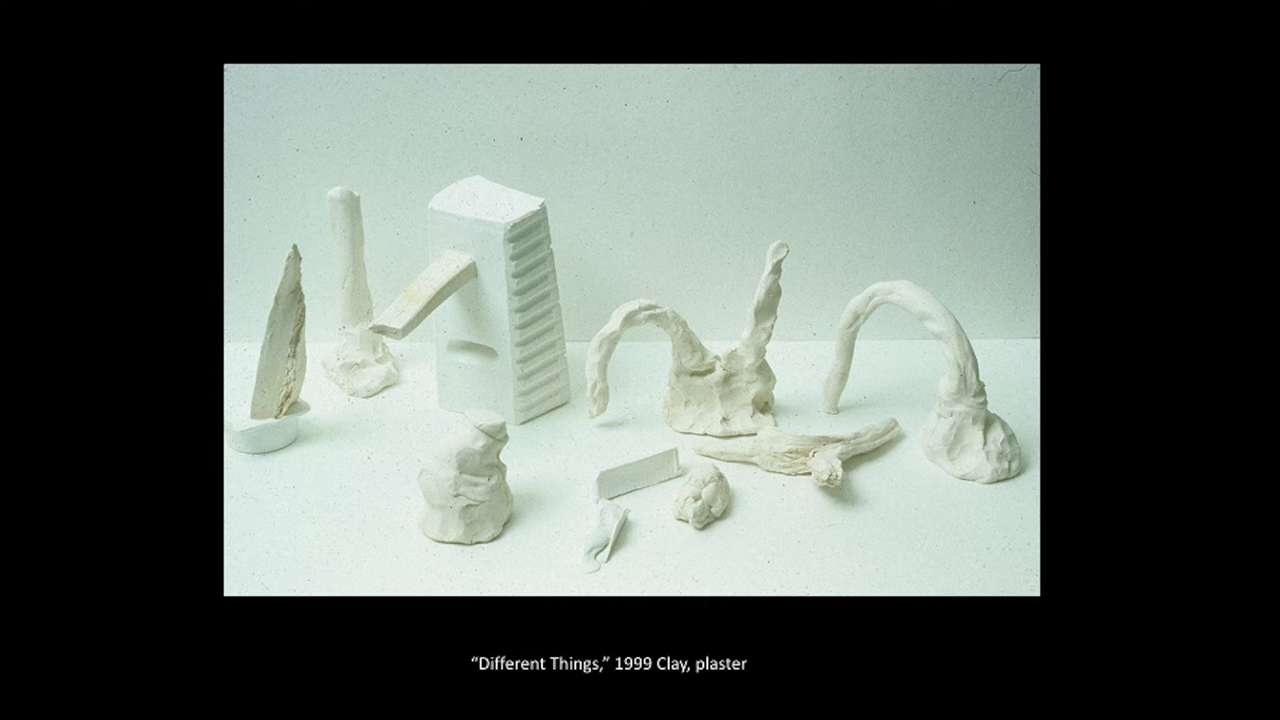 “Different Things,” 1999 Clay, plaster